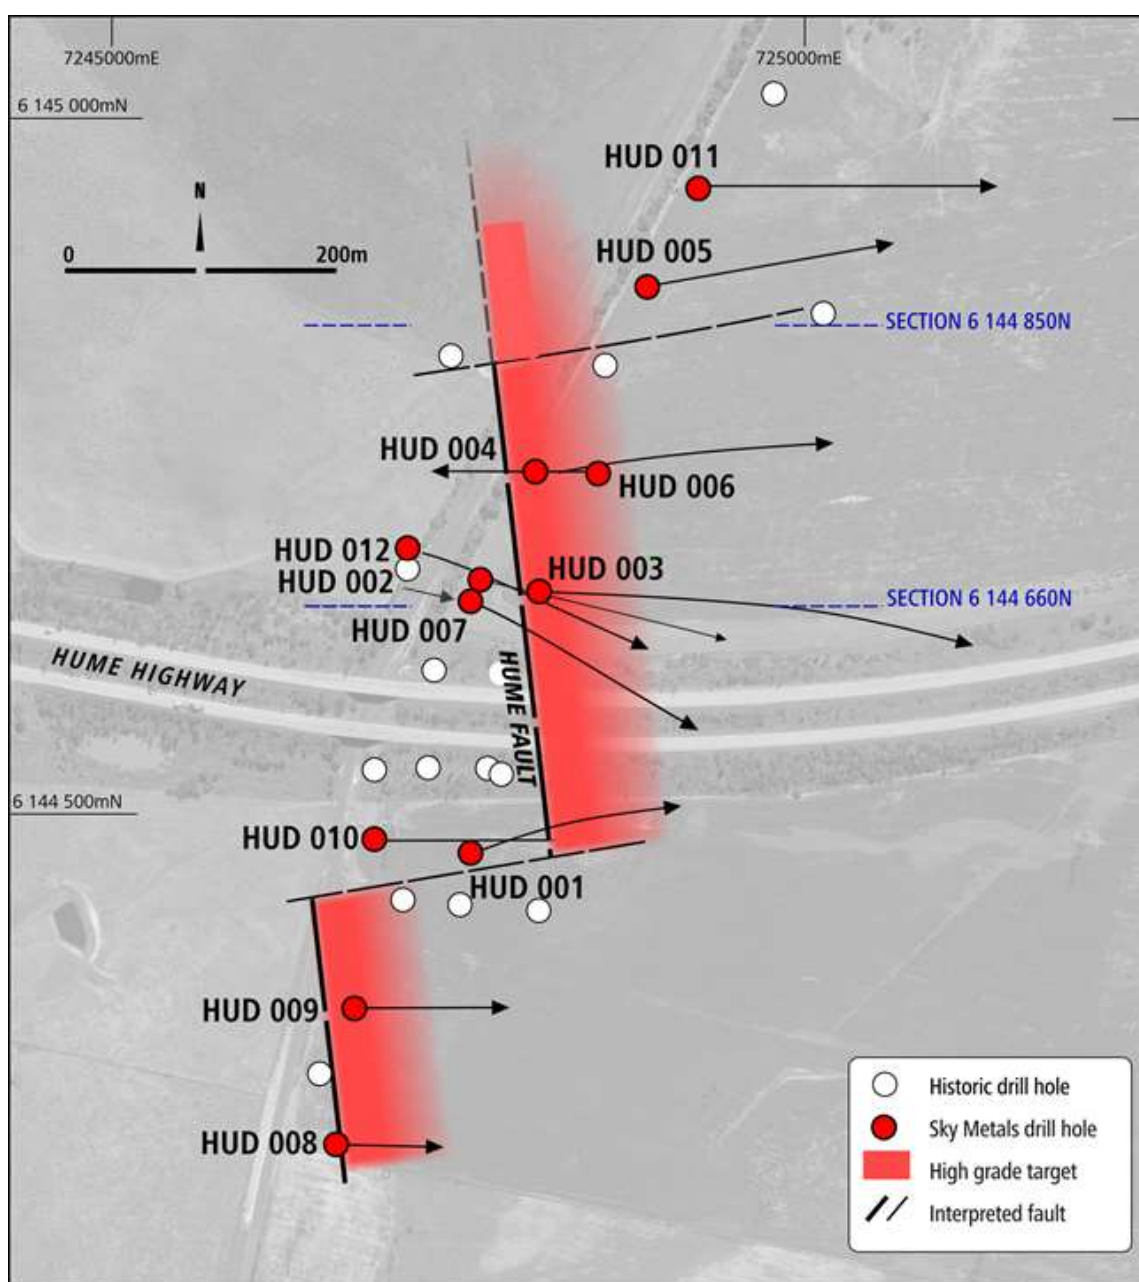 7245000mE
725000mE
6 145 000mN
HUD 011
N
0
200m
HUD 005
SECTION 6 144 850N
HUD 004
HUD 006
HUD 012
HUD 002
HUD 003
SECTION 6 144 660N
HUD 007
HUME HIGHWAY
HUME FAULT
6 144 500mN
HUD 010
HUD 001
HUD 009
HUD 008
Historic drill hole
Sky Metals drill hole
High grade target
Interpreted fault